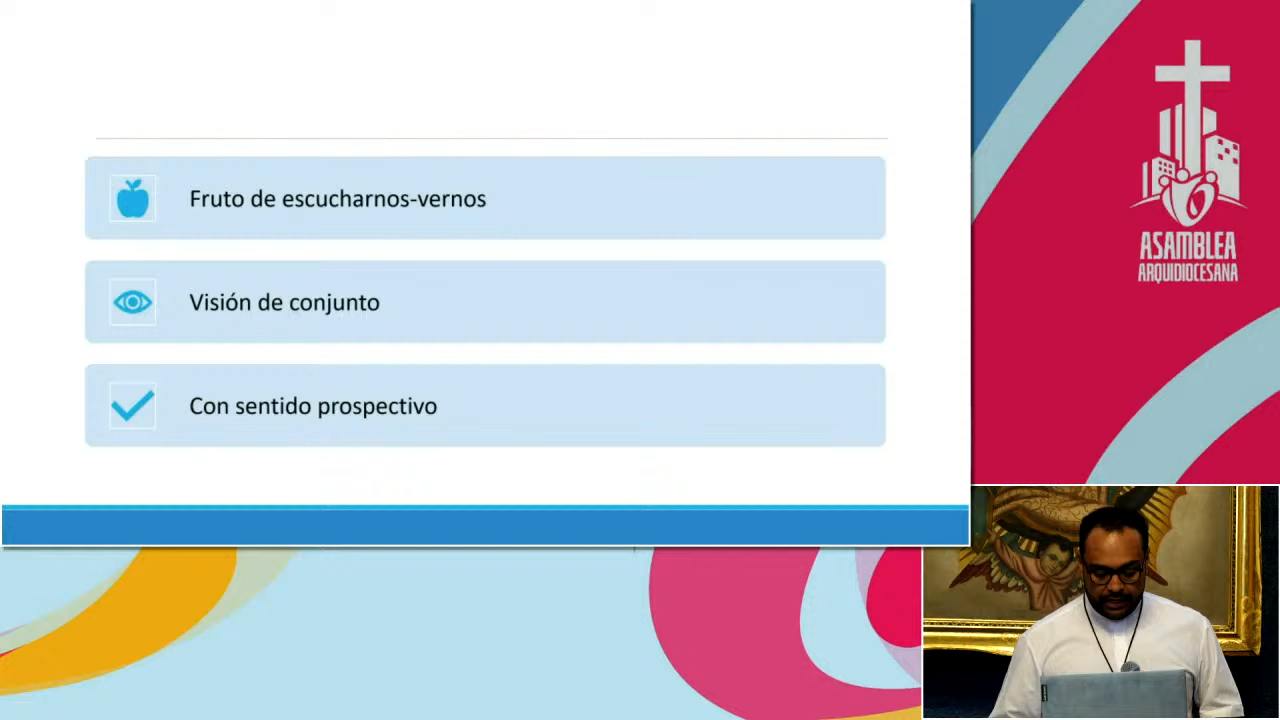 Fruto de escucharnos-vernos
Visión de conjunto
Con sentido prospectivo
ASAMBLEA
ARQUIDIOCESANA